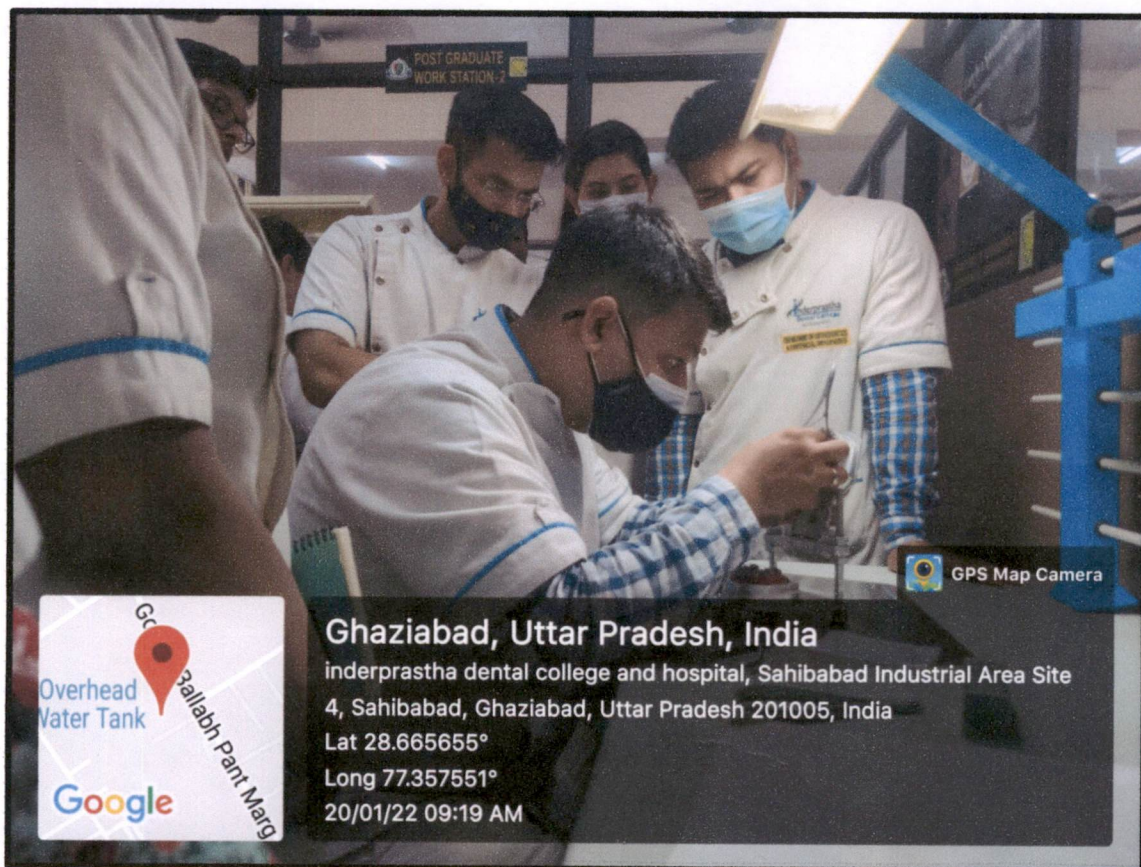 POST GRADUATE
WORK STATION-2
Inderprastha
GPS Map Camera
Ghaziabad, Uttar Pradesh, India
inderprastha dental college and hospital, Sahibabad Industrial Area Site
4, Sahibabad, Ghaziabad, Uttar Pradesh 201005, India
Lat 28.665655°
Long 77.357551°
20/01/22 09:19 AM
Overhead
Water Tank
Ballabh Pant Marg
Google